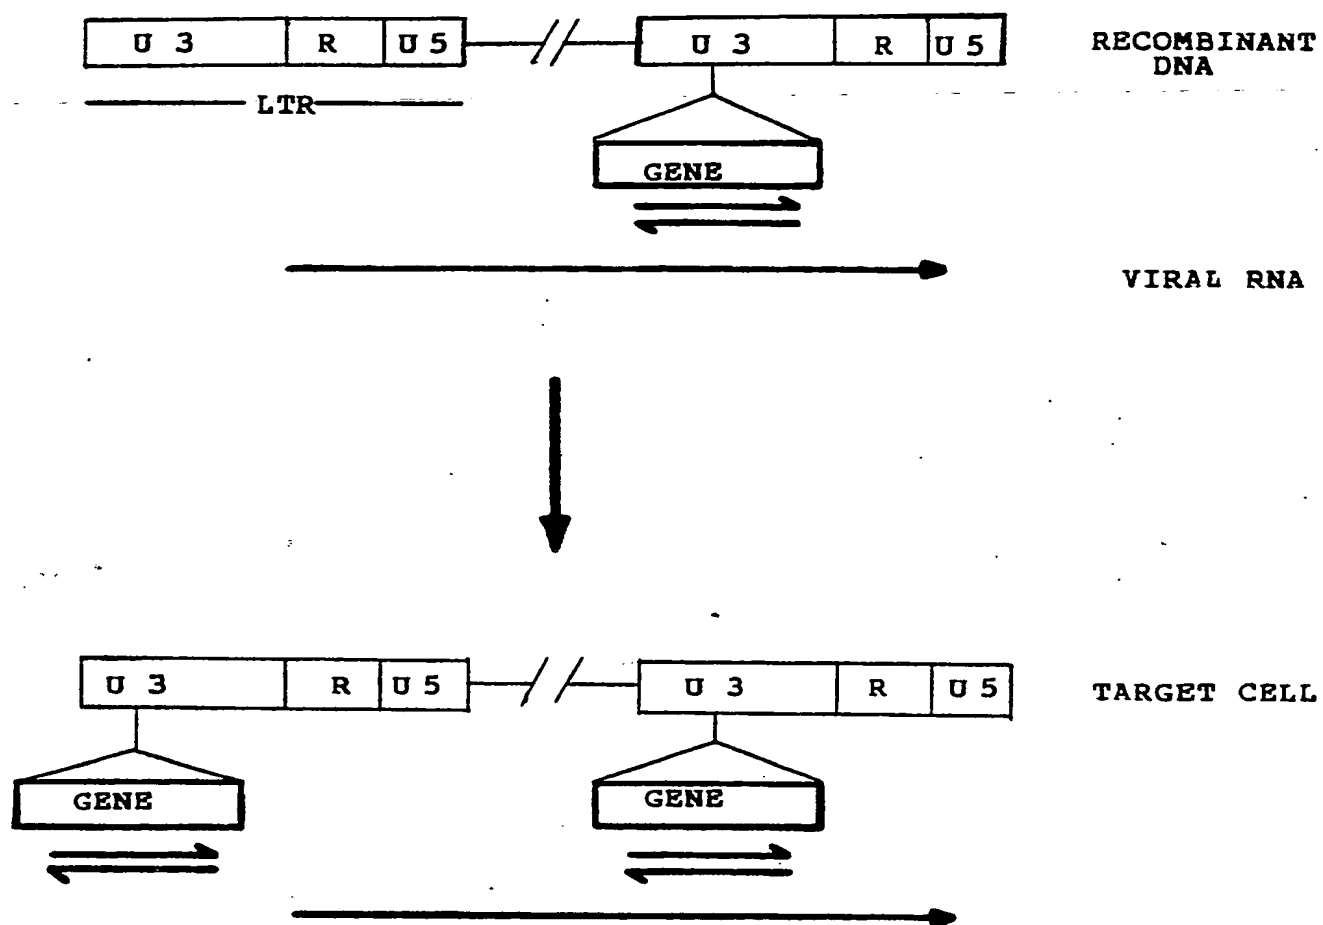 U 3 R U 5 U 3 R U 5 RECOMBINANT
DNA
LTR
GENE
VIRAL RNA
U 3 R U 5 U 3 R U 5 TARGET CELL
GENE GENE